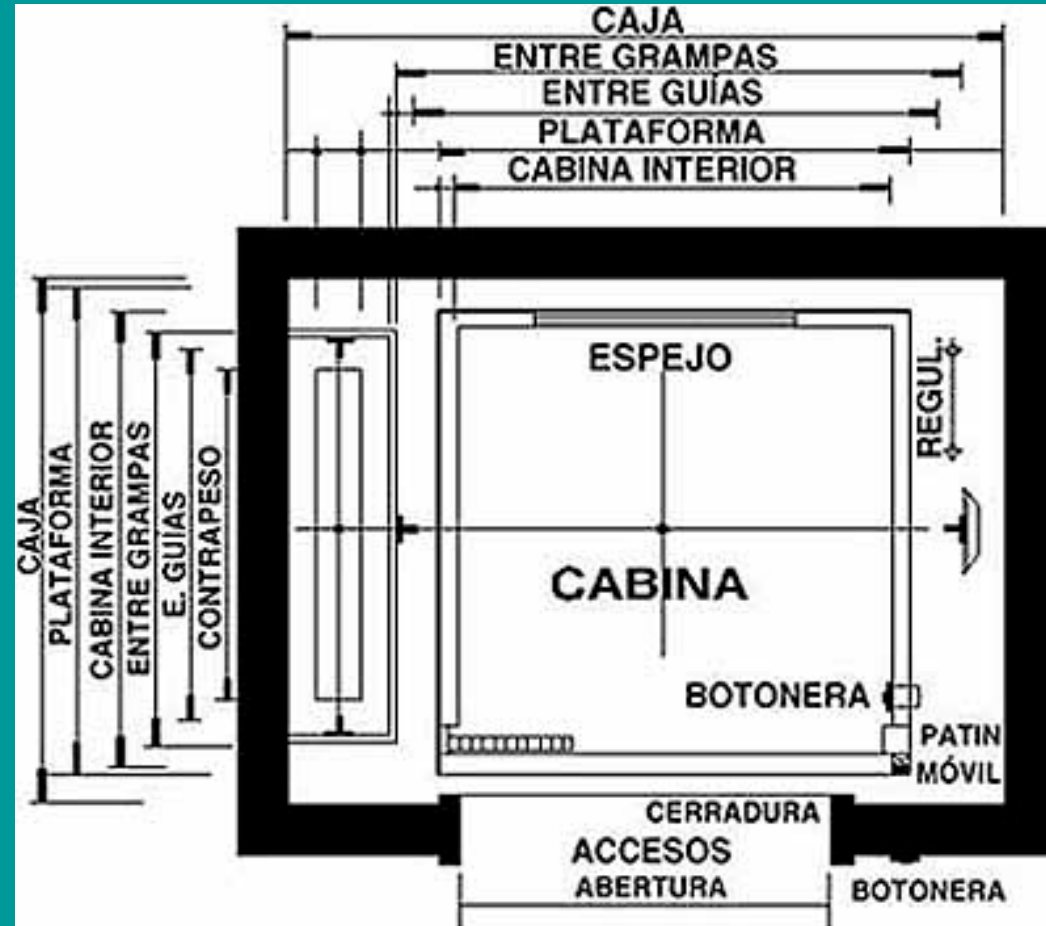 CAJA
ENTRE GRAMPAS
ENTRE GUÍAS
PLATAFORMA
CABINA INTERIOR
CAJA
PLATAFORMA
CABINA INTERIOR
ENTRE GRAMPAS
E. GUIAS
CONTRAPESO
ESPEJO
REGUL.
CABINA
BOTONERA
PATIN
MÓVIL
CERRADURA
ACCESOS
ABERTURA
BOTONERA